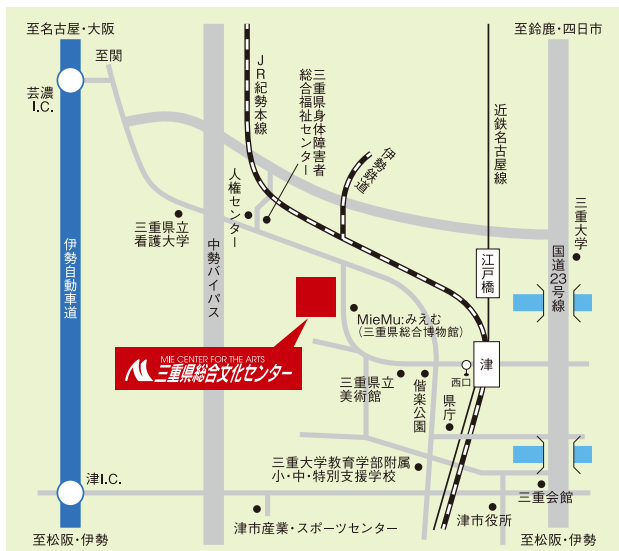 至名古屋・大阪
至鈴鹿・四日市
至関
芸濃
I.C.
JR紀勢本線
三重県身体障害者
総合福祉センター
近鉄名古屋線
伊勢鉄道
人権センター
三重県立
看護大学
三重大学
伊勢自動車道
中勢バイパス
江戸橋
国道23号線
MieMu:みえむ
(三重県総合博物館)
MIE CENTER FOR THE ARTS
三重県総合文化センター
津
西口
三重県立
美術館
偕楽公園
県庁
三重大学教育学部附属
小・中・特別支援学校
津I.C.
三重会館
津市産業・スポーツセンター
津市役所
至松阪・伊勢
至松阪・伊勢